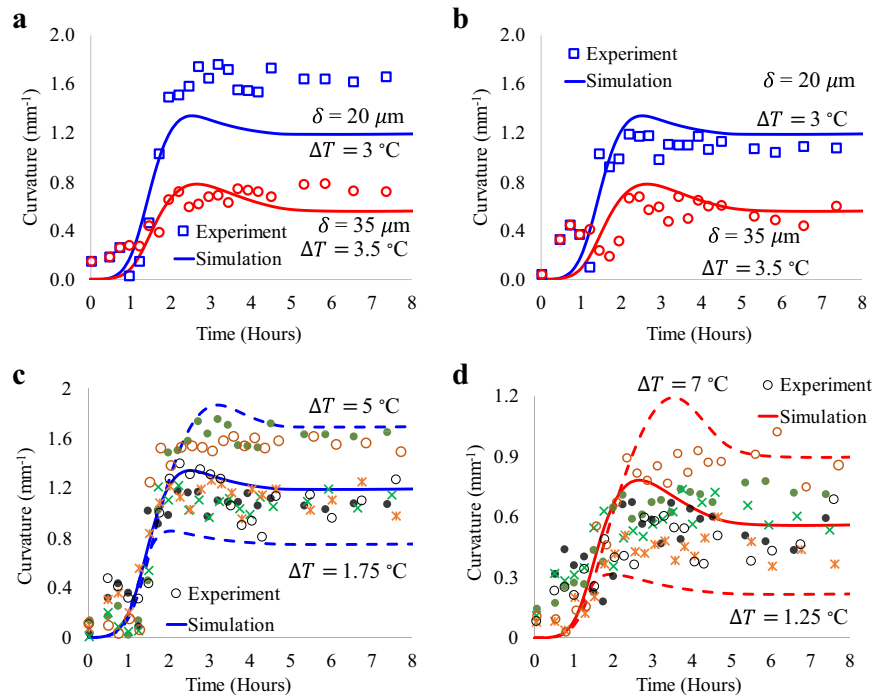 a
2.0
1.6
1.2
0.8
0.4
0.0
Curvature (mm⁻¹)
δ = 20 μm
ΔT = 3 °C
δ = 35 μm
ΔT = 3.5 °C
Experiment
Simulation
0 1 2 3 4 5 6 7 8
Time (Hours)
b
2.0
1.6
1.2
0.8
0.4
0.0
Curvature (mm⁻¹)
Experiment
Simulation
δ = 20 μm
ΔT = 3 °C
δ = 35 μm
ΔT = 3.5 °C
0 1 2 3 4 5 6 7 8
Time (Hours)
c
2
1.6
1.2
0.8
0.4
0
Curvature (mm⁻¹)
ΔT = 5 °C
ΔT = 1.75 °C
Experiment
Simulation
0 1 2 3 4 5 6 7 8
Time (Hours)
d
1.2
0.9
0.6
0.3
0.0
Curvature (mm⁻¹)
ΔT = 7 °C
Experiment
Simulation
ΔT = 1.25 °C
0 1 2 3 4 5 6 7 8
Time (Hours)